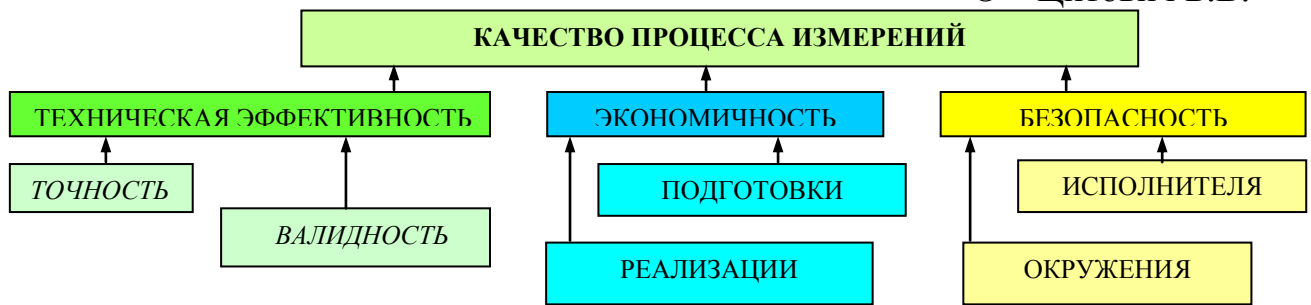 КАЧЕСТВО ПРОЦЕССА ИЗМЕРЕНИЙ
ТЕХНИЧЕСКАЯ ЭФФЕКТИВНОСТЬ
ЭКОНОМИЧНОСТЬ
БЕЗОПАСНОСТЬ
ТОЧНОСТЬ
ПОДГОТОВКИ
ИСПОЛНИТЕЛЯ
ВАЛИДНОСТЬ
РЕАЛИЗАЦИИ
ОКРУЖЕНИЯ